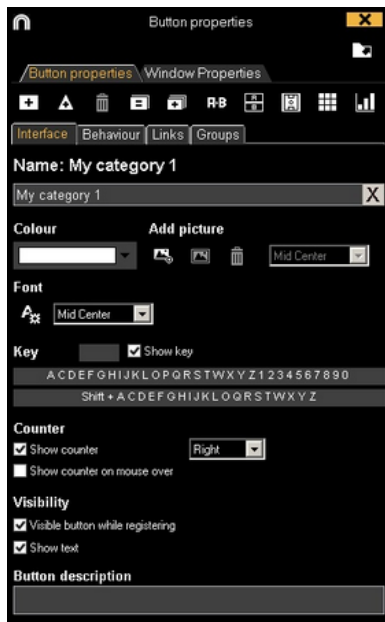 Button properties X
Button properties Window Properties
A-B
Interface Behaviour Links Groups
Name: My category 1
My category 1 X
Colour Add picture
Mid Center
Font
Mid Center
Key Show key
A C D E F G H I J K L O P Q R S T W X Y Z 1 2 3 4 5 6 7 8 9 0
Shift + A C D E F G H I J K L O Q R S T W X Y Z
Counter
Show counter Right
Show counter on mouse over
Visibility
Visible button while registering
Show text
Button description